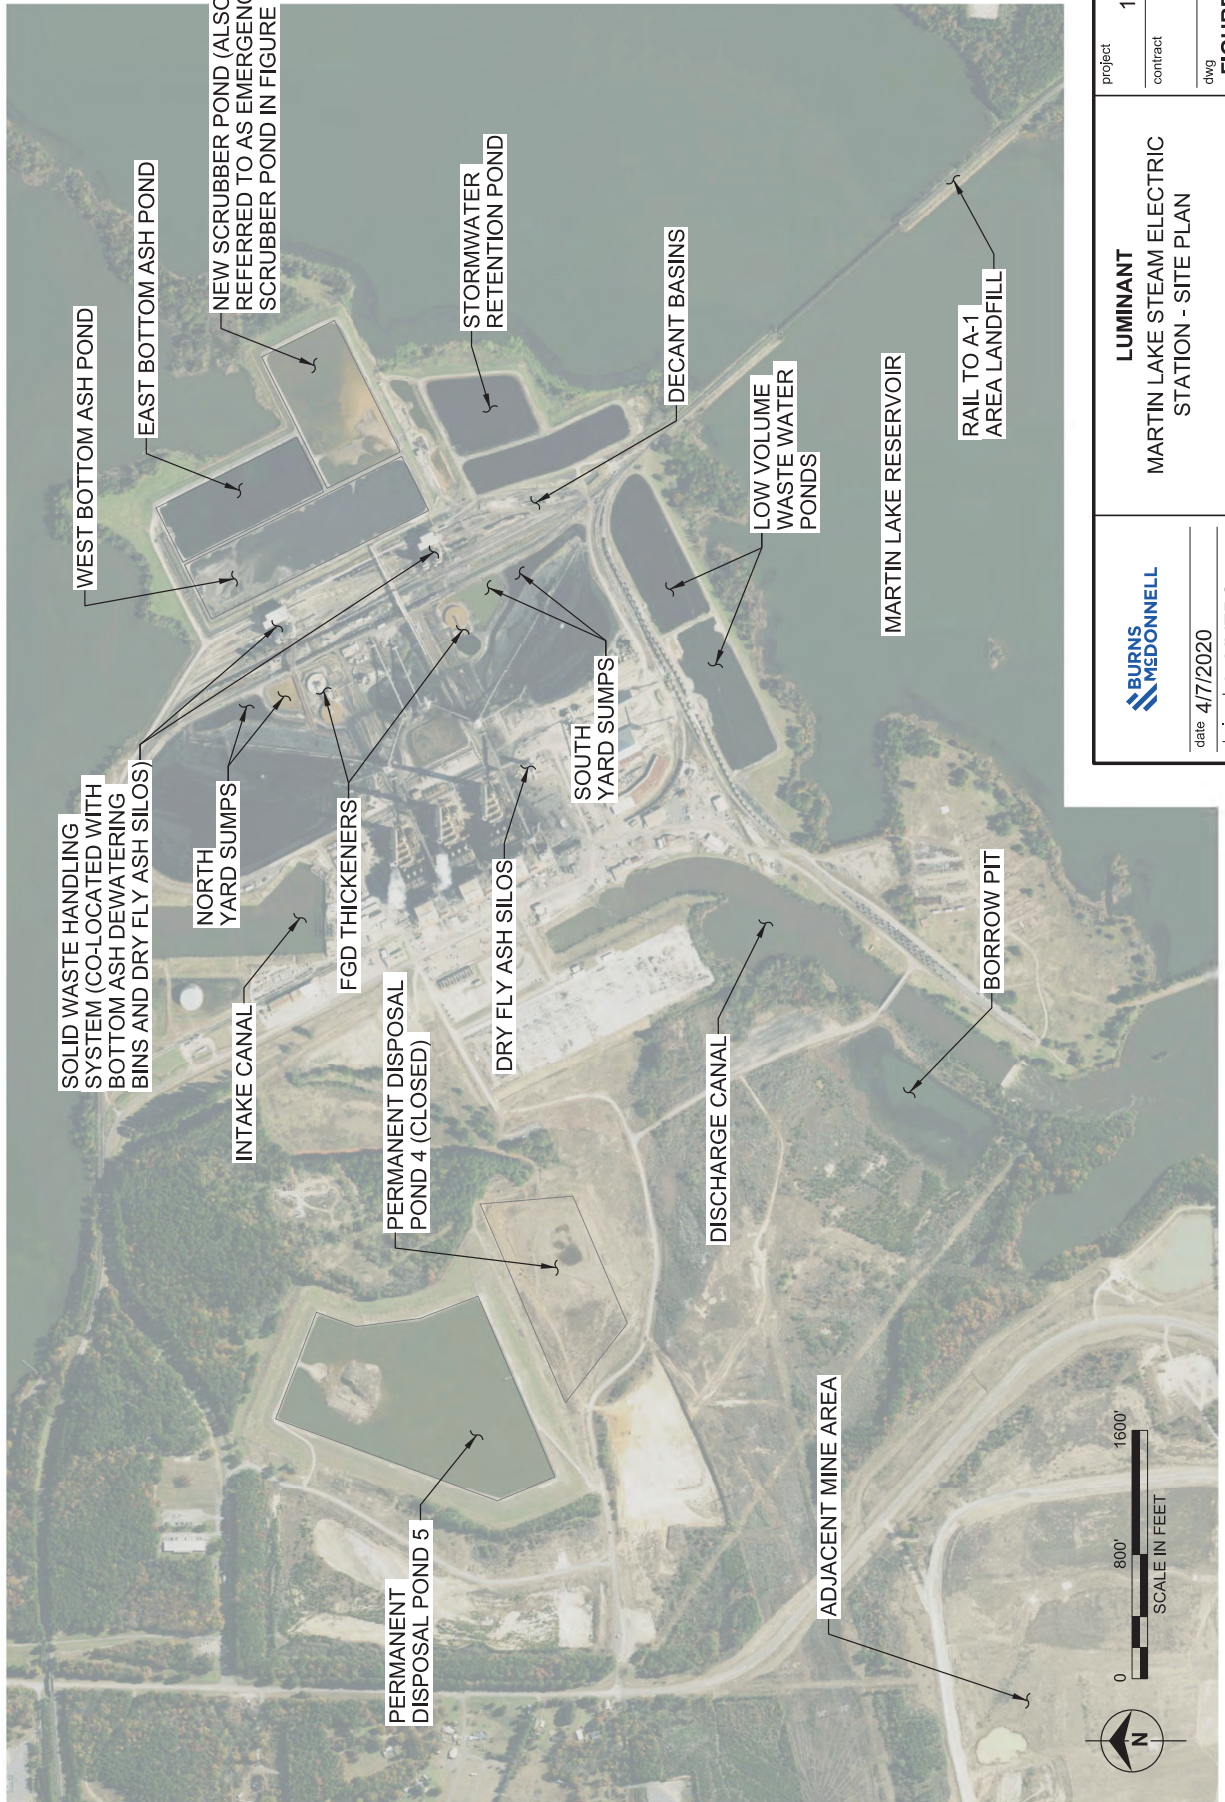 SOLID WASTE HANDLING
SYSTEM (CO-LOCATED WITH
BOTTOM ASH DEWATERING
BINS AND DRY FLY ASH SILOS)
WEST BOTTOM ASH POND
EAST BOTTOM ASH POND
NEW SCRUBBER POND (ALSO
REFERRED TO AS
SCRUBBER POND IN FIGURE
NORTH
YARD SUMPS
INTAKE CANAL
FGD THICKENERS
STORMWATER
RETENTION POND
PERMANENT DISPOSAL
POND 4 (CLOSED)
DRY FLY ASH SILOS
SOUTH
YARD SUMPS
DECANT BASINS
PERMANENT
DISPOSAL POND 5
DISCHARGE CANAL
LOW VOLUME
WASTE WATER
PONDS
MARTIN LAKE RESERVOIR
RAIL TO A-1
AREA LANDFILL
BORROW PIT
ADJACENT MINE AREA
N
0 800' 1600'
SCALE IN FEET
BURNS
MCDONNELL
date 4/7/2020
LUMINANT
MARTIN LAKE STEAM ELECTRIC
STATION - SITE PLAN
project
contract
dwg